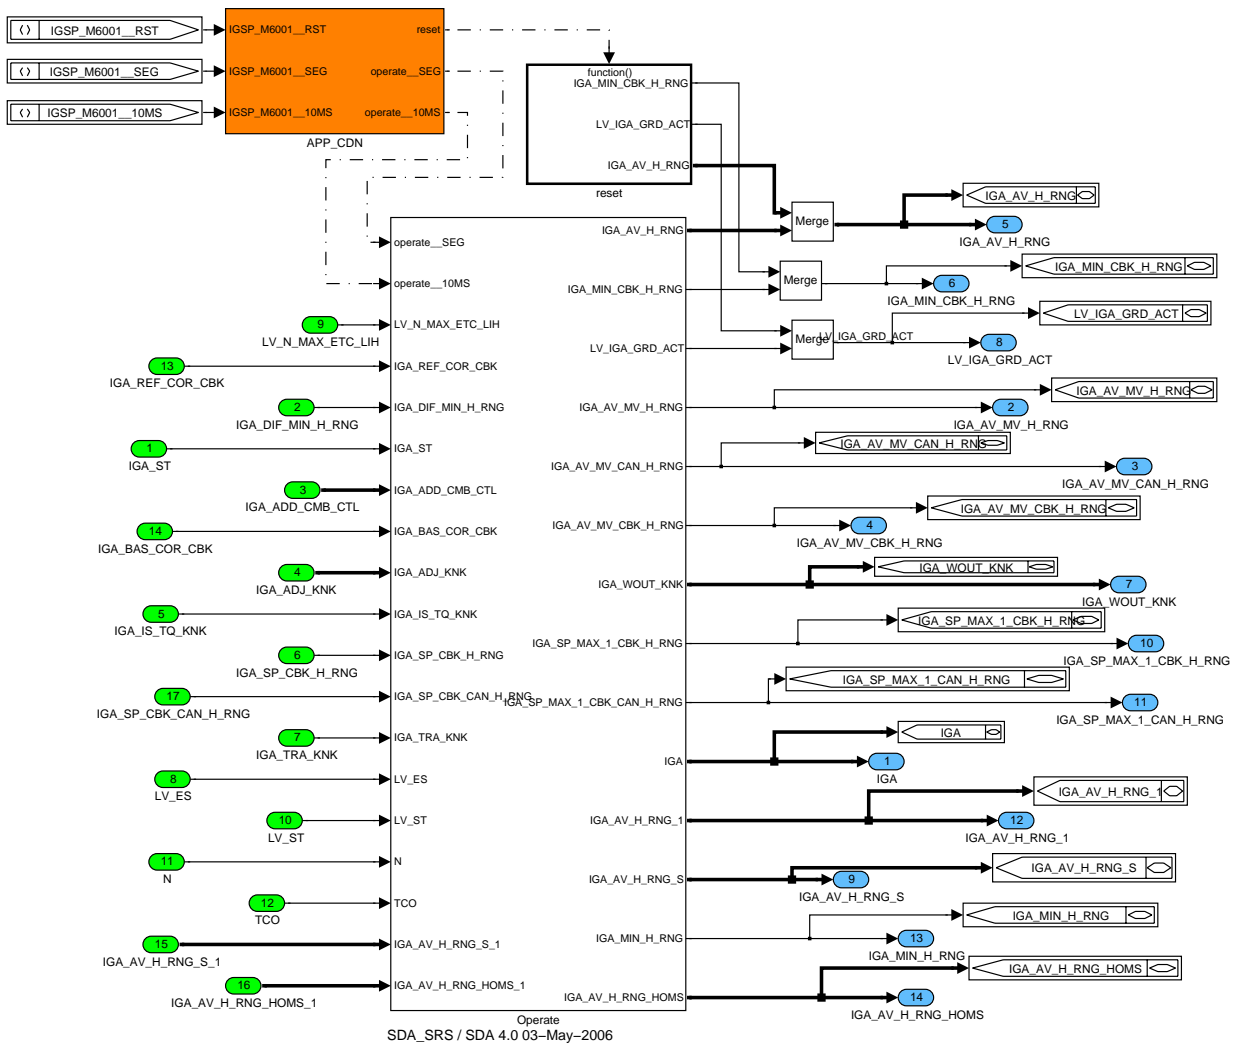 IGSP_M6001__RST
IGSP_M6001__SEG
IGSP_M6001__10MS
IGSP_M6001__RST
reset
IGSP_M6001__SEG
operate__SEG
IGSP_M6001__10MS
operate__10MS
APP_CDN
function()
IGA_MIN_CBK_H_RNG
LV_IGA_GRD_ACT
IGA_AV_H_RNG
reset
operate__SEG
operate__10MS
LV_N_MAX_ETC_LIH
IGA_REF_COR_CBK
IGA_DIF_MIN_H_RNG
IGA_ST
IGA_ADD_CMB_CTL
IGA_BAS_COR_CBK
IGA_ADJ_KNK
IGA_IS_TQ_KNK
IGA_SP_CBK_H_RNG
IGA_SP_CBK_CAN_H_RNG
IGA_TRA_KNK
LV_ES
LV_ST
N
TCO
IGA_AV_H_RNG_S_1
IGA_AV_H_RNG_HOMS_1
9
LV_N_MAX_ETC_LIH
13
IGA_REF_COR_CBK
2
IGA_DIF_MIN_H_RNG
1
IGA_ST
3
IGA_ADD_CMB_CTL
14
IGA_BAS_COR_CBK
4
IGA_ADJ_KNK
5
IGA_IS_TQ_KNK
6
IGA_SP_CBK_H_RNG
17
IGA_SP_CBK_CAN_H_RNG
7
IGA_TRA_KNK
8
LV_ES
10
LV_ST
11
N
12
TCO
15
IGA_AV_H_RNG_S_1
16
IGA_AV_H_RNG_HOMS_1
IGA_AV_H_RNG
IGA_MIN_CBK_H_RNG
LV_IGA_GRD_ACT
IGA_AV_MV_H_RNG
IGA_AV_MV_CAN_H_RNG
IGA_AV_MV_CBK_H_RNG
IGA_WOUT_KNK
IGA_SP_MAX_1_CBK_H_RNG
IGA_SP_MAX_1_CBK_CAN_H_RNG
IGA
IGA_AV_H_RNG_1
IGA_AV_H_RNG_S
IGA_MIN_H_RNG
IGA_AV_H_RNG_HOMS
Merge
Merge
Merge
LV_IGA_GRD_ACT
IGA_AV_H_RNG
5
IGA_AV_H_RNG
IGA_MIN_CBK_H_RNG
6
IGA_MIN_CBK_H_RNG
LV_IGA_GRD_ACT
8
LV_IGA_GRD_ACT
IGA_AV_MV_H_RNG
2
IGA_AV_MV_H_RNG
IGA_AV_MV_CAN_H_RNG
3
IGA_AV_MV_CAN_H_RNG
IGA_AV_MV_CBK_H_RNG
4
IGA_AV_MV_CBK_H_RNG
IGA_WOUT_KNK
7
IGA_WOUT_KNK
IGA_SP_MAX_1_CBK_H_RNG
10
IGA_SP_MAX_1_CBK_H_RNG
IGA_SP_MAX_1_CAN_H_RNG
11
IGA_SP_MAX_1_CAN_H_RNG
IGA
1
IGA
IGA_AV_H_RNG_1
12
IGA_AV_H_RNG_1
IGA_AV_H_RNG_S
9
IGA_AV_H_RNG_S
IGA_MIN_H_RNG
13
IGA_MIN_H_RNG
IGA_AV_H_RNG_HOMS
14
IGA_AV_H_RNG_HOMS
Operate
SDA_SRS / SDA 4.0 03–May–2006